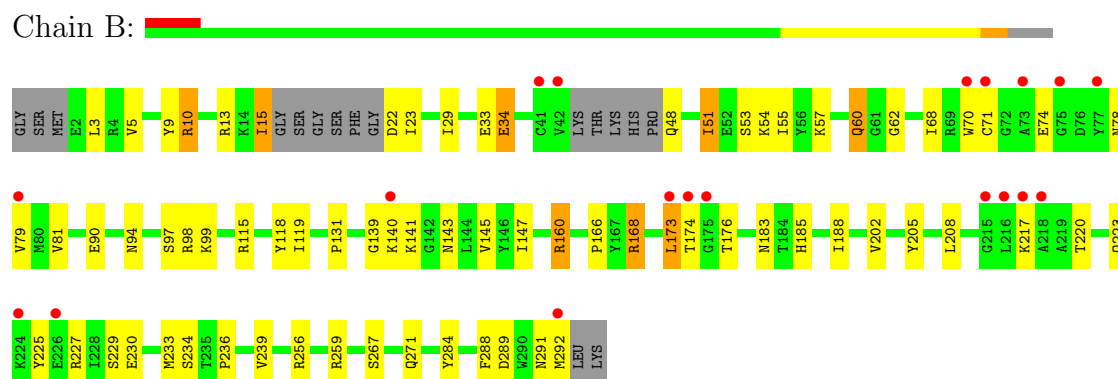 Chain B:
GLY SER MET E2 L3 R4 V5 Y9 R10 R13 K14 I15 GLY SER GLY SER PHE GLY D22 I23 I29 E33 E34 C41 V42 LYS THR LYS HIS PRO Q48 I51 E52 S53 K54 I55 Y56 K57 Q60 G61 G62 I68 R69 W70 C71 G72 A73 E74 G75 D76 Y77 N78
V79 M80 V81 E90 N94 S97 R98 K99 R115 Y118 I119 P131 G139 K140 K141 G142 N143 L144 V145 Y146 I147 R160 P166 Y167 R168 L173 T174 G175 T176 N183 T184 H185 I188 V202 Y205 L208 G215 L216 K217 A218 A219 T220
K224 Y225 E226 R227 I228 S229 E230 M233 S234 T235 P236 V239 R256 R259 S267 Q271 Y284 F288 D289 W290 N291 M292 LEU LYS